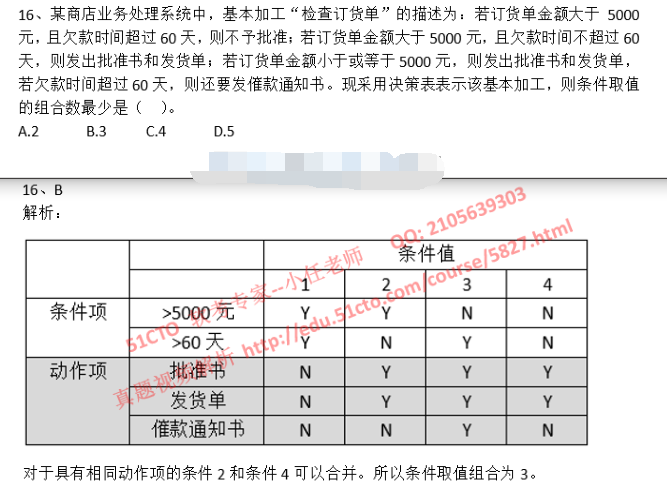 16、某商店业务处理系统中，基本加工“检查订货单”的描述为：若订货单金额大于 5000
元，且欠款时间超过 60 天，则不予批准；若订货单金额大于 5000 元，且欠款时间不超过 60
天，则发出批准书和发货单；若订货单金额小于或等于 5000 元，则发出批准书和发货单，
若欠款时间超过 60 天，则还要发催款通知书。现采用决策表表示该基本加工，则条件取值
的组合数最少是（　）。
A.2 B.3 C.4 D.5
16、B
解析：
条件值
1 2 3 4
条件项 >5000 元 Y Y N N
>60 天 Y N Y N
动作项 批准书 N Y Y Y
发货单 N Y Y Y
催款通知书 N N Y N
51CTO 软考专家--小任老师 QQ: 2105639303
真题视频解析 http://edu.51cto.com/course/5827.html
对于具有相同动作项的条件 2 和条件 4 可以合并。所以条件取值组合为 3。